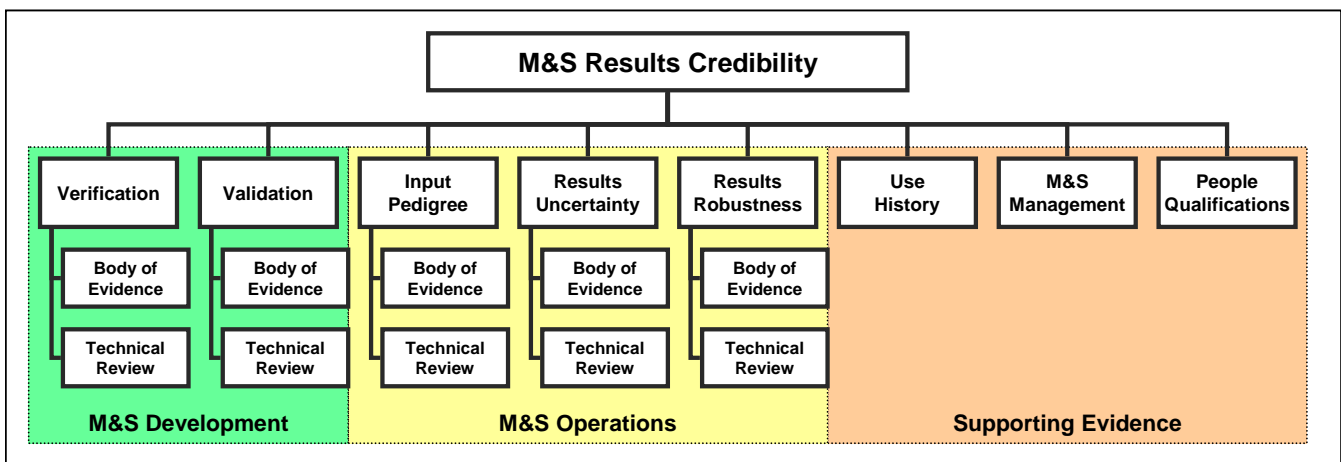 M&S Results Credibility
Verification
Validation
Input
Pedigree
Results
Uncertainty
Results
Robustness
Use
History
M&S
Management
People
Qualifications
Body of
Evidence
Body of
Evidence
Body of
Evidence
Body of
Evidence
Body of
Evidence
Technical
Review
Technical
Review
Technical
Review
Technical
Review
Technical
Review
M&S Development
M&S Operations
Supporting Evidence